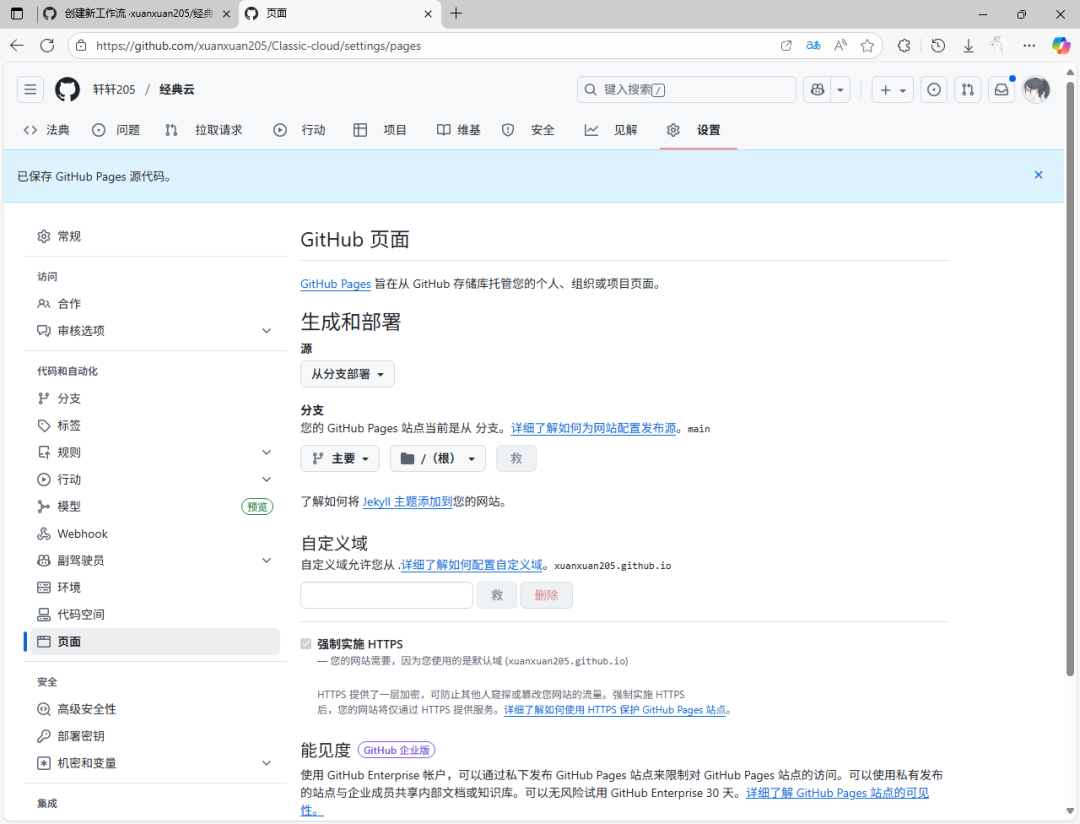 创建新工作流 ·xuanxuan205/经典
页面
https://github.com/xuanxuan205/Classic-cloud/settings/pages
轩轩205 / 经典云
键入搜索/
法典 问题 拉取请求 行动 项目 维基 安全 见解 设置
已保存 GitHub Pages 源代码。
常规
访问
合作
审核选项
代码和自动化
分支
标签
规则
行动
模型 预览
Webhook
副驾驶员
环境
代码空间
页面
安全
高级安全性
部署密钥
机密和变量
集成
GitHub 页面
GitHub Pages 旨在从 GitHub 存储库托管您的个人、组织或项目页面。
生成和部署
源
从分支部署
分支
您的 GitHub Pages 站点当前是从 分支。详细了解如何为网站配置发布源。main
主要 /（根） 救
了解如何将 Jekyll 主题添加到您的网站。
自定义域
自定义域允许您从 .详细了解如何配置自定义域。xuanxuan205.github.io
救 删除
强制实施 HTTPS
— 您的网站需要，因为您使用的是默认域 (xuanxuan205.github.io)
HTTPS 提供了一层加密，可防止其他人窥探或篡改您网站的流量。强制实施 HTTPS
后，您的网站将仅通过 HTTPS 提供服务。详细了解如何使用 HTTPS 保护 GitHub Pages 站点。
能见度 GitHub 企业版
使用 GitHub Enterprise 帐户，可以通过私下发布 GitHub Pages 站点来限制对 GitHub Pages 站点的访问。可以使用私有发布
的站点与企业成员共享内部文档或知识库。可以无风险试用 GitHub Enterprise 30 天。详细了解 GitHub Pages 站点的可见
性。